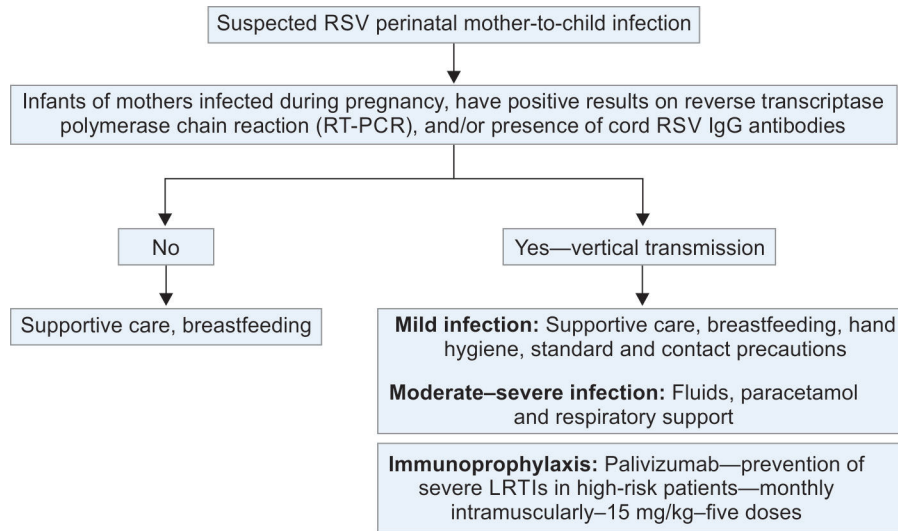 Suspected RSV perinatal mother-to-child infection
Infants of mothers infected during pregnancy, have positive results on reverse transcriptase
polymerase chain reaction (RT-PCR), and/or presence of cord RSV IgG antibodies
No
Yes—vertical transmission
Supportive care, breastfeeding
Mild infection: Supportive care, breastfeeding, hand
hygiene, standard and contact precautions
Moderate–severe infection: Fluids, paracetamol
and respiratory support
Immunoprophylaxis: Palivizumab—prevention of
severe LRTIs in high-risk patients—monthly
intramuscularly–15 mg/kg–five doses